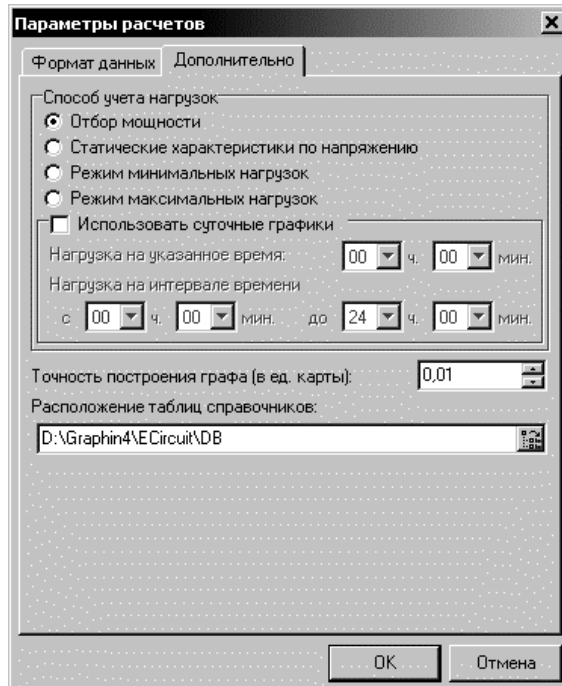 Параметры расчетов
Формат данных Дополнительно
Способ учета нагрузок
Отбор мощности
Статические характеристики по напряжению
Режим минимальных нагрузок
Режим максимальных нагрузок
Использовать суточные графики
Нагрузка на указанное время: 00 ч. 00 мин.
Нагрузка на интервале времени
с 00 ч. 00 мин. до 24 ч. 00 мин.
Точность построения графа (в ед. карты): 0,01
Расположение таблиц справочников:
D:\Graphin4\ECircuit\DB
OK Отмена